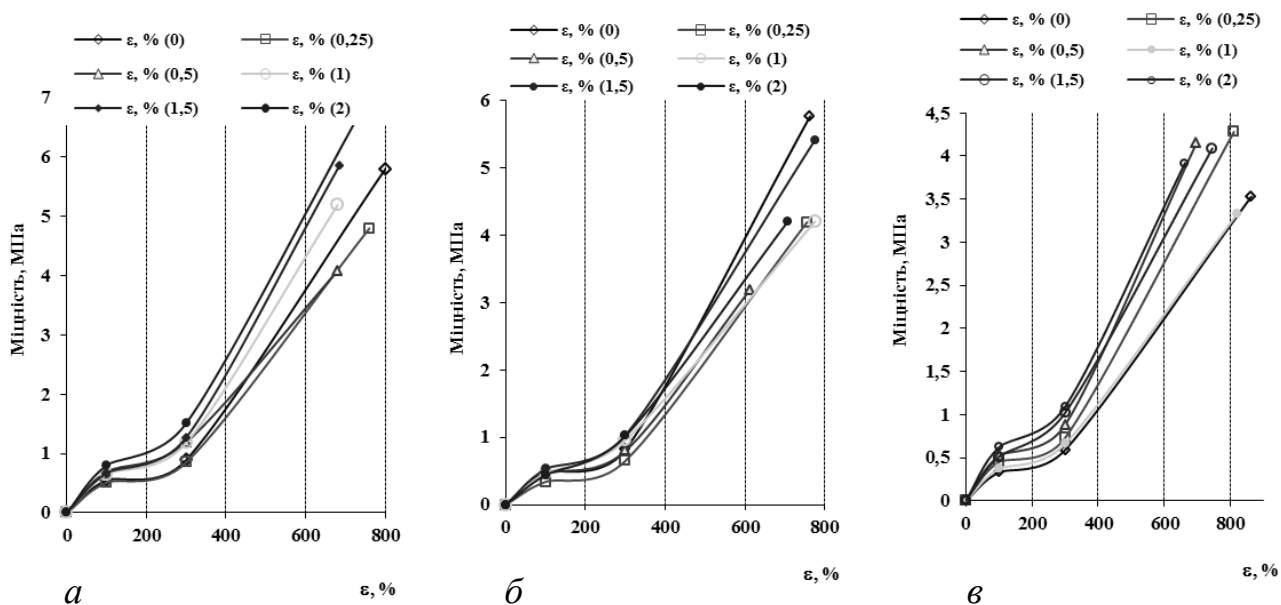 ε, % (0) ε, % (0,25)
ε, % (0,5) ε, % (1)
ε, % (1,5) ε, % (2)
7
6
5
4
3
2
1
0
Міцність, МПа
0 200 400 600 800
ε, %
а
ε, % (0) ε, % (0,25)
ε, % (0,5) ε, % (1)
ε, % (1,5) ε, % (2)
6
5
4
3
2
1
0
Міцність, МПа
0 200 400 600 800
ε, %
б
ε, % (0) ε, % (0,25)
ε, % (0,5) ε, % (1)
ε, % (1,5) ε, % (2)
4,5
4
3,5
3
2,5
2
1,5
1
0,5
0
Міцність, МПа
0 200 400 600 800
ε, %
в